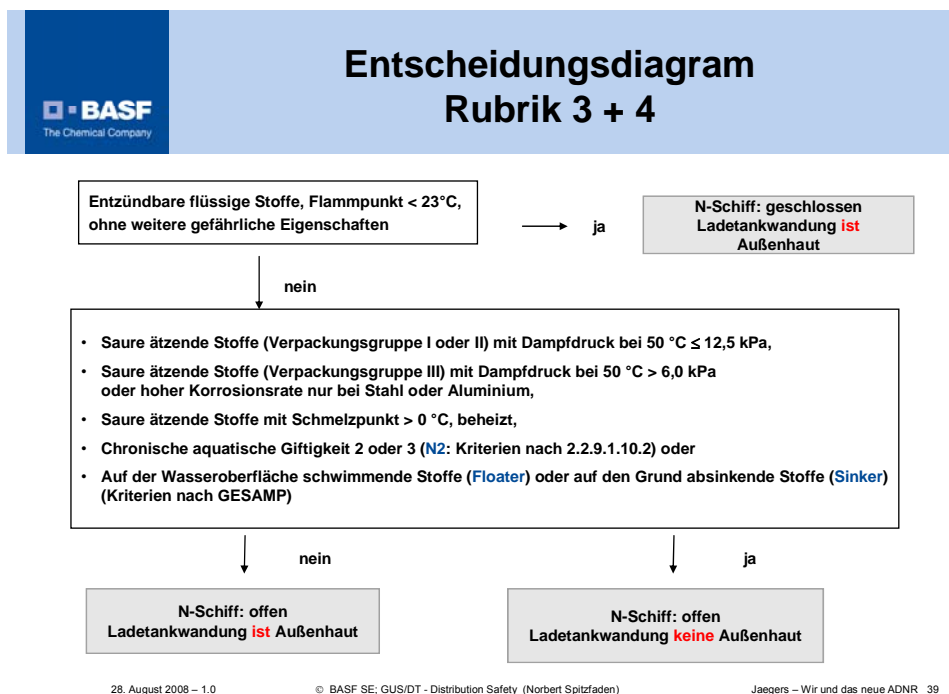 BASF
The Chemical Company
Entscheidungsdiagram
Rubrik 3 + 4
Entzündbare flüssige Stoffe, Flammpunkt < 23°C,
ohne weitere gefährliche Eigenschaften
ja
N-Schiff: geschlossen
Ladetankwandung ist
Außenhaut
nein
• Saure ätzende Stoffe (Verpackungsgruppe I oder II) mit Dampfdruck bei 50 °C ≤ 12,5 kPa,
• Saure ätzende Stoffe (Verpackungsgruppe III) mit Dampfdruck bei 50 °C > 6,0 kPa
oder hoher Korrosionsrate nur bei Stahl oder Aluminium,
• Saure ätzende Stoffe mit Schmelzpunkt > 0 °C, beheizt,
• Chronische aquatische Giftigkeit 2 oder 3 (N2: Kriterien nach 2.2.9.1.10.2) oder
• Auf der Wasseroberfläche schwimmende Stoffe (Floater) oder auf den Grund absinkende Stoffe (Sinker)
(Kriterien nach GESAMP)
nein
ja
N-Schiff: offen
Ladetankwandung ist Außenhaut
N-Schiff: offen
Ladetankwandung keine Außenhaut
28. August 2008 – 1.0
© BASF SE; GUS/DT - Distribution Safety (Norbert Spitzfaden)
Jaegers – Wir und das neue ADNR 39